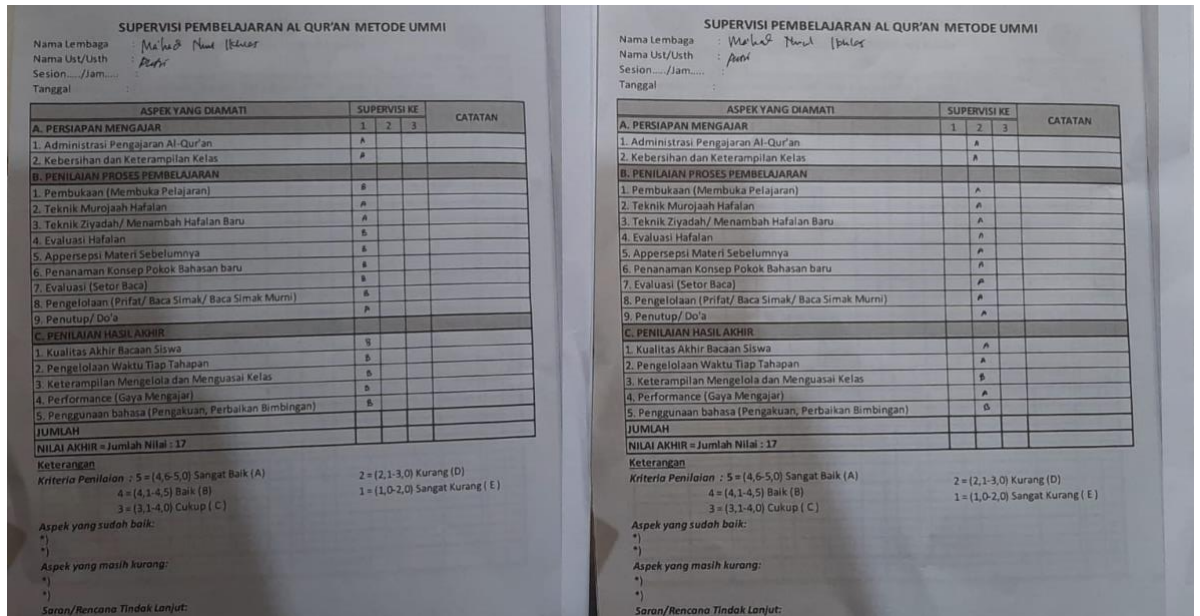 SUPERVISI PEMBELAJARAN AL QUR'AN METODE UMMI
Nama Lembaga : Ma'had Nurul Ikhlas
Nama Ust/Usth : Putri
Sesion...../Jam.....
Tanggal :
ASPEK YANG DIAMATI SUPERVISI KE CATATAN
A. PERSIAPAN MENGAJAR 1 2 3
1. Administrasi Pengajaran Al-Qur'an A
2. Kebersihan dan Keterampilan Kelas A
B. PENILAIAN PROSES PEMBELAJARAN
1. Pembukaan (Membuka Pelajaran) B
2. Teknik Murojaah Hafalan A
3. Teknik Ziyadah/ Menambah Hafalan Baru A
4. Evaluasi Hafalan B
5. Appersepsi Materi Sebelumnya B
6. Penanaman Konsep Pokok Bahasan baru B
7. Evaluasi (Setor Baca) B
8. Pengelolaan (Prifat/ Baca Simak/ Baca Simak Murni) B
9. Penutup/ Do'a A
C. PENILAIAN HASIL AKHIR
1. Kualitas Akhir Bacaan Siswa B
2. Pengelolaan Waktu Tiap Tahapan B
3. Keterampilan Mengelola dan Menguasai Kelas B
4. Performance (Gaya Mengajar) B
5. Penggunaan bahasa (Pengakuan, Perbaikan Bimbingan) B
JUMLAH
NILAI AKHIR = Jumlah Nilai : 17
Keterangan
Kriteria Penilaian : 5 = (4,6-5,0) Sangat Baik (A) 2 = (2,1-3,0) Kurang (D)
4 = (4,1-4,5) Baik (B) 1 = (1,0-2,0) Sangat Kurang ( E )
3 = (3,1-4,0) Cukup ( C )
Aspek yang sudah baik:
*)
*)
Aspek yang masih kurang:
*)
*)
Saran/Rencana Tindak Lanjut:
SUPERVISI PEMBELAJARAN AL QUR'AN METODE UMMI
Nama Lembaga : Ma'had Nurul Ikhlas
Nama Ust/Usth : Putri
Sesion...../Jam.....
Tanggal :
ASPEK YANG DIAMATI SUPERVISI KE CATATAN
A. PERSIAPAN MENGAJAR 1 2 3
1. Administrasi Pengajaran Al-Qur'an A
2. Kebersihan dan Keterampilan Kelas A
B. PENILAIAN PROSES PEMBELAJARAN
1. Pembukaan (Membuka Pelajaran) A
2. Teknik Murojaah Hafalan A
3. Teknik Ziyadah/ Menambah Hafalan Baru A
4. Evaluasi Hafalan A
5. Appersepsi Materi Sebelumnya A
6. Penanaman Konsep Pokok Bahasan baru A
7. Evaluasi (Setor Baca) A
8. Pengelolaan (Prifat/ Baca Simak/ Baca Simak Murni) A
9. Penutup/ Do'a A
C. PENILAIAN HASIL AKHIR
1. Kualitas Akhir Bacaan Siswa A
2. Pengelolaan Waktu Tiap Tahapan A
3. Keterampilan Mengelola dan Menguasai Kelas B
4. Performance (Gaya Mengajar) A
5. Penggunaan bahasa (Pengakuan, Perbaikan Bimbingan) B
JUMLAH
NILAI AKHIR = Jumlah Nilai : 17
Keterangan
Kriteria Penilaian : 5 = (4,6-5,0) Sangat Baik (A) 2 = (2,1-3,0) Kurang (D)
4 = (4,1-4,5) Baik (B) 1 = (1,0-2,0) Sangat Kurang ( E )
3 = (3,1-4,0) Cukup ( C )
Aspek yang sudah baik:
*)
*)
Aspek yang masih kurang:
*)
*)
Saran/Rencana Tindak Lanjut: